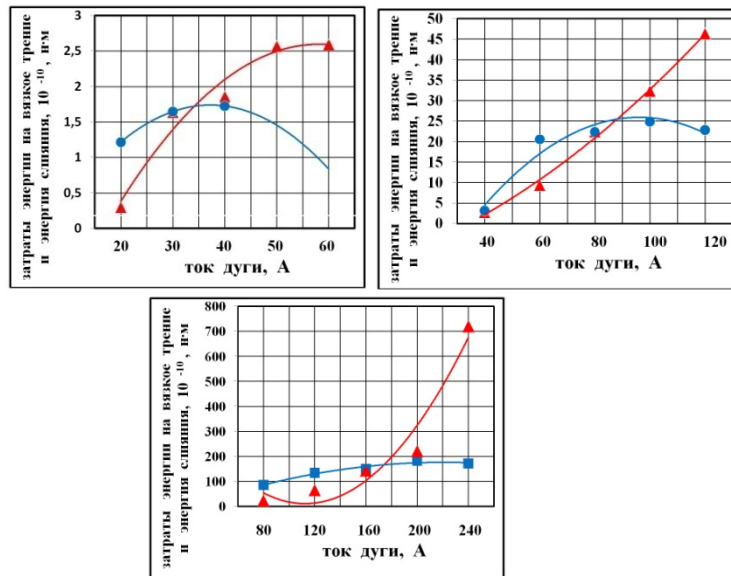 затраты энергии на вязкое трение
и энергия слияния, 10 -10 , н·м
3
2,5
2
1,5
1
0,5
0
20 30 40 50 60
ток дуги, А
затраты энергии на вязкое трение
и энергия слияния, 10 -10 , н·м
50
45
40
35
30
25
20
15
10
5
0
40 60 80 100 120
ток дуги, А
затраты энергии на вязкое трение
и энергия слияния, 10 -10 , н·м
800
700
600
500
400
300
200
100
0
80 120 160 200 240
ток дуги, А